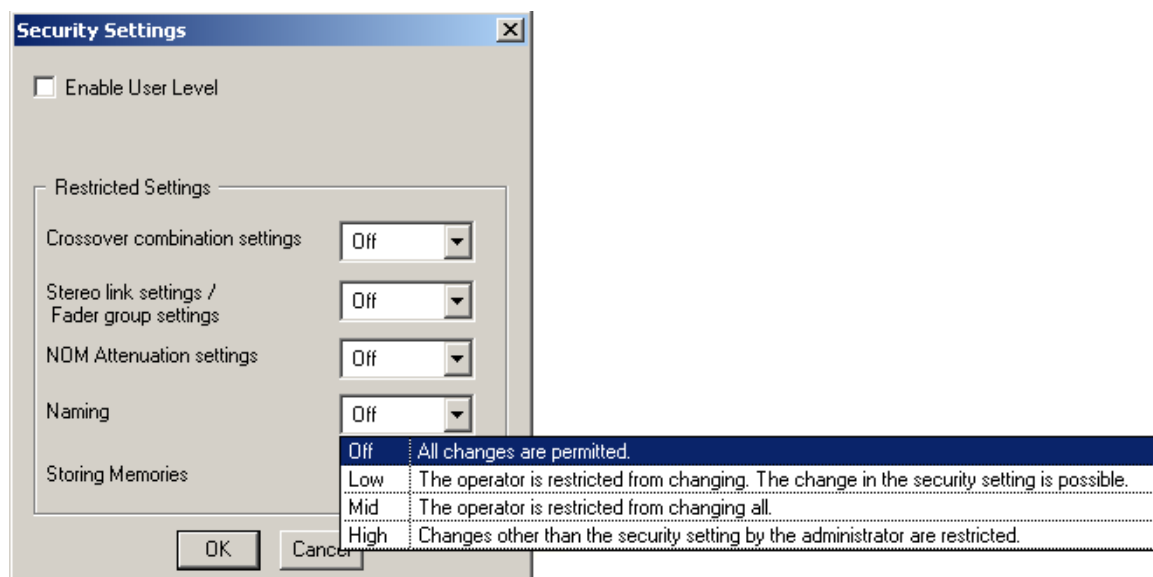 Security Settings
Enable User Level
Restricted Settings
Crossover combination settings
Off
Stereo link settings /
Fader group settings
Off
NOM Attenuation settings
Off
Naming
Off
Off All changes are permitted.
Storing Memories
Low The operator is restricted from changing. The change in the security setting is possible.
Mid The operator is restricted from changing all.
High Changes other than the security setting by the administrator are restricted.
OK
Cancel